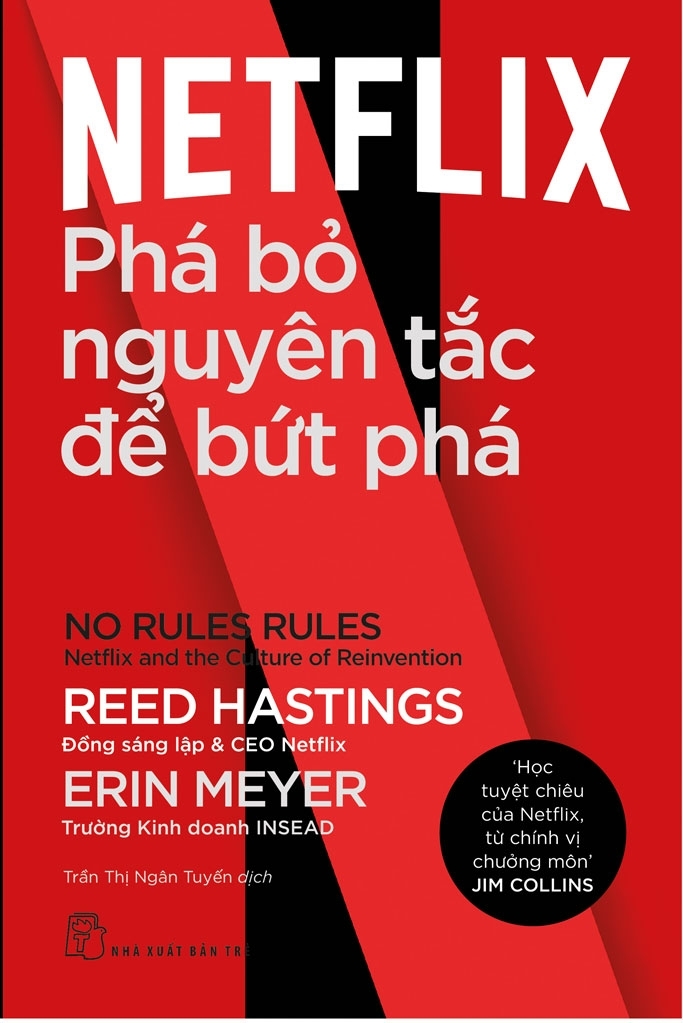 NETFLIX
Phá bỏ
nguyên tắc
để bứt phá
NO RULES RULES
Netflix and the Culture of Reinvention
REED HASTINGS
Đồng sáng lập & CEO Netflix
ERIN MEYER
Trường Kinh doanh INSEAD
Trần Thị Ngân Tuyến dịch
NHÀ XUẤT BẢN TRẺ
‘Học
tuyệt chiêu
của Netflix,
từ chính vị
chưởng môn’
JIM COLLINS